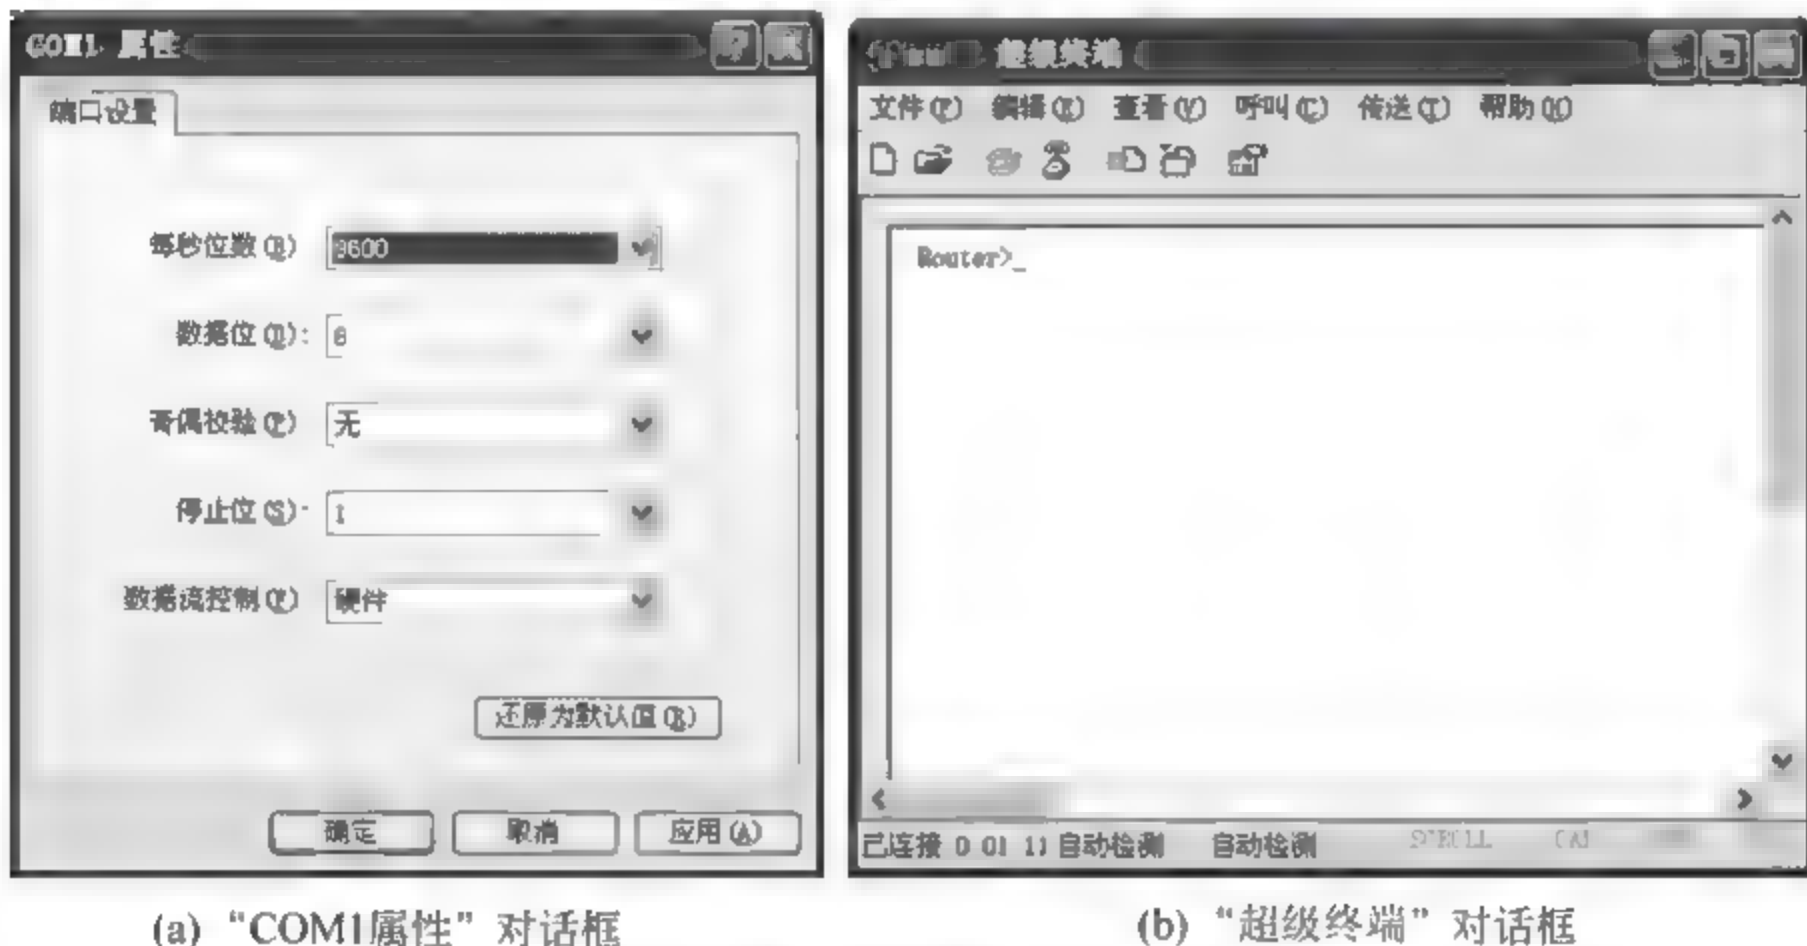 COM1 属性
端口设置
每秒位数(B)
9600
数据位(D):
8
奇偶校验(P)
无
停止位(S)
1
数据流控制(F)
硬件
还原为默认值(R)
确定
取消
应用(A)
(a) “COM1属性” 对话框
超级终端
文件(F) 编辑(E) 查看(V) 呼叫(C) 传送(T) 帮助(H)
Router>_
已连接 0 01 11 自动检测 自动检测 SCROLL
(b) “超级终端” 对话框